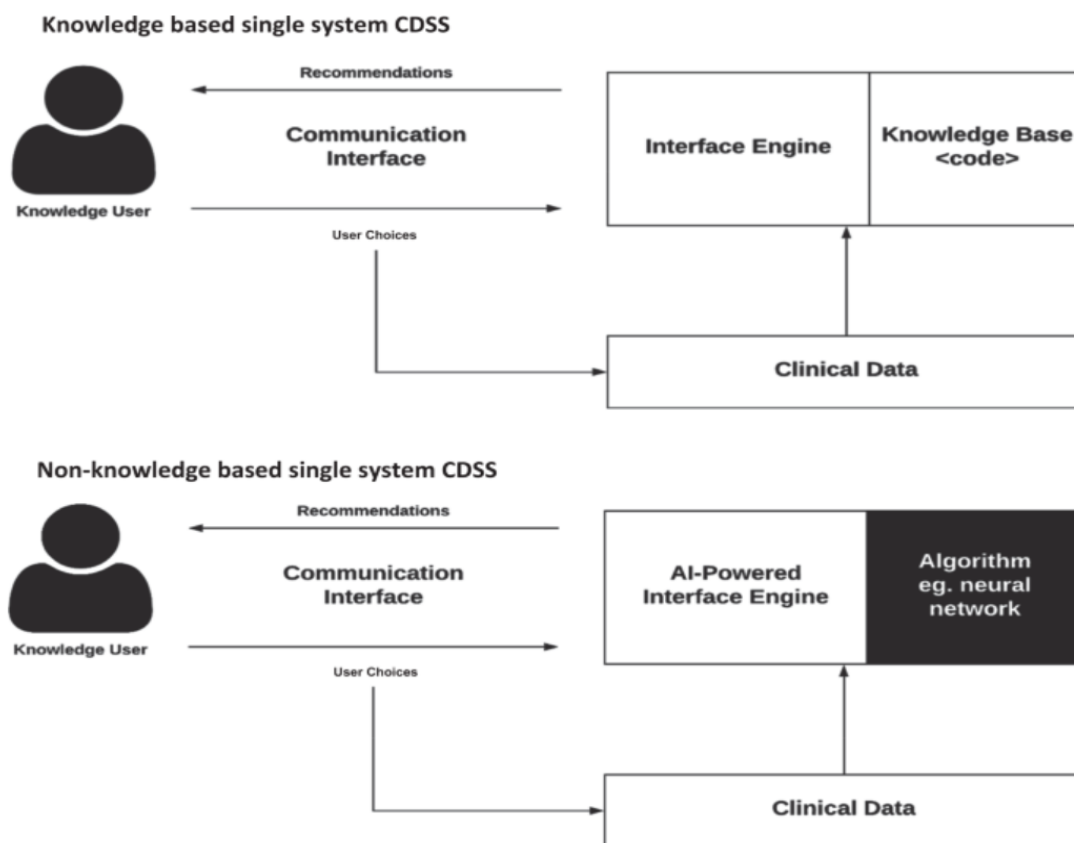 Knowledge based single system CDSS
Recommendations
Communication
Interface
Knowledge User
User Choices
Interface Engine
Knowledge Base
<code>
Clinical Data
Non-knowledge based single system CDSS
Recommendations
Communication
Interface
Knowledge User
User Choices
AI-Powered
Interface Engine
Algorithm
eg. neural
network
Clinical Data